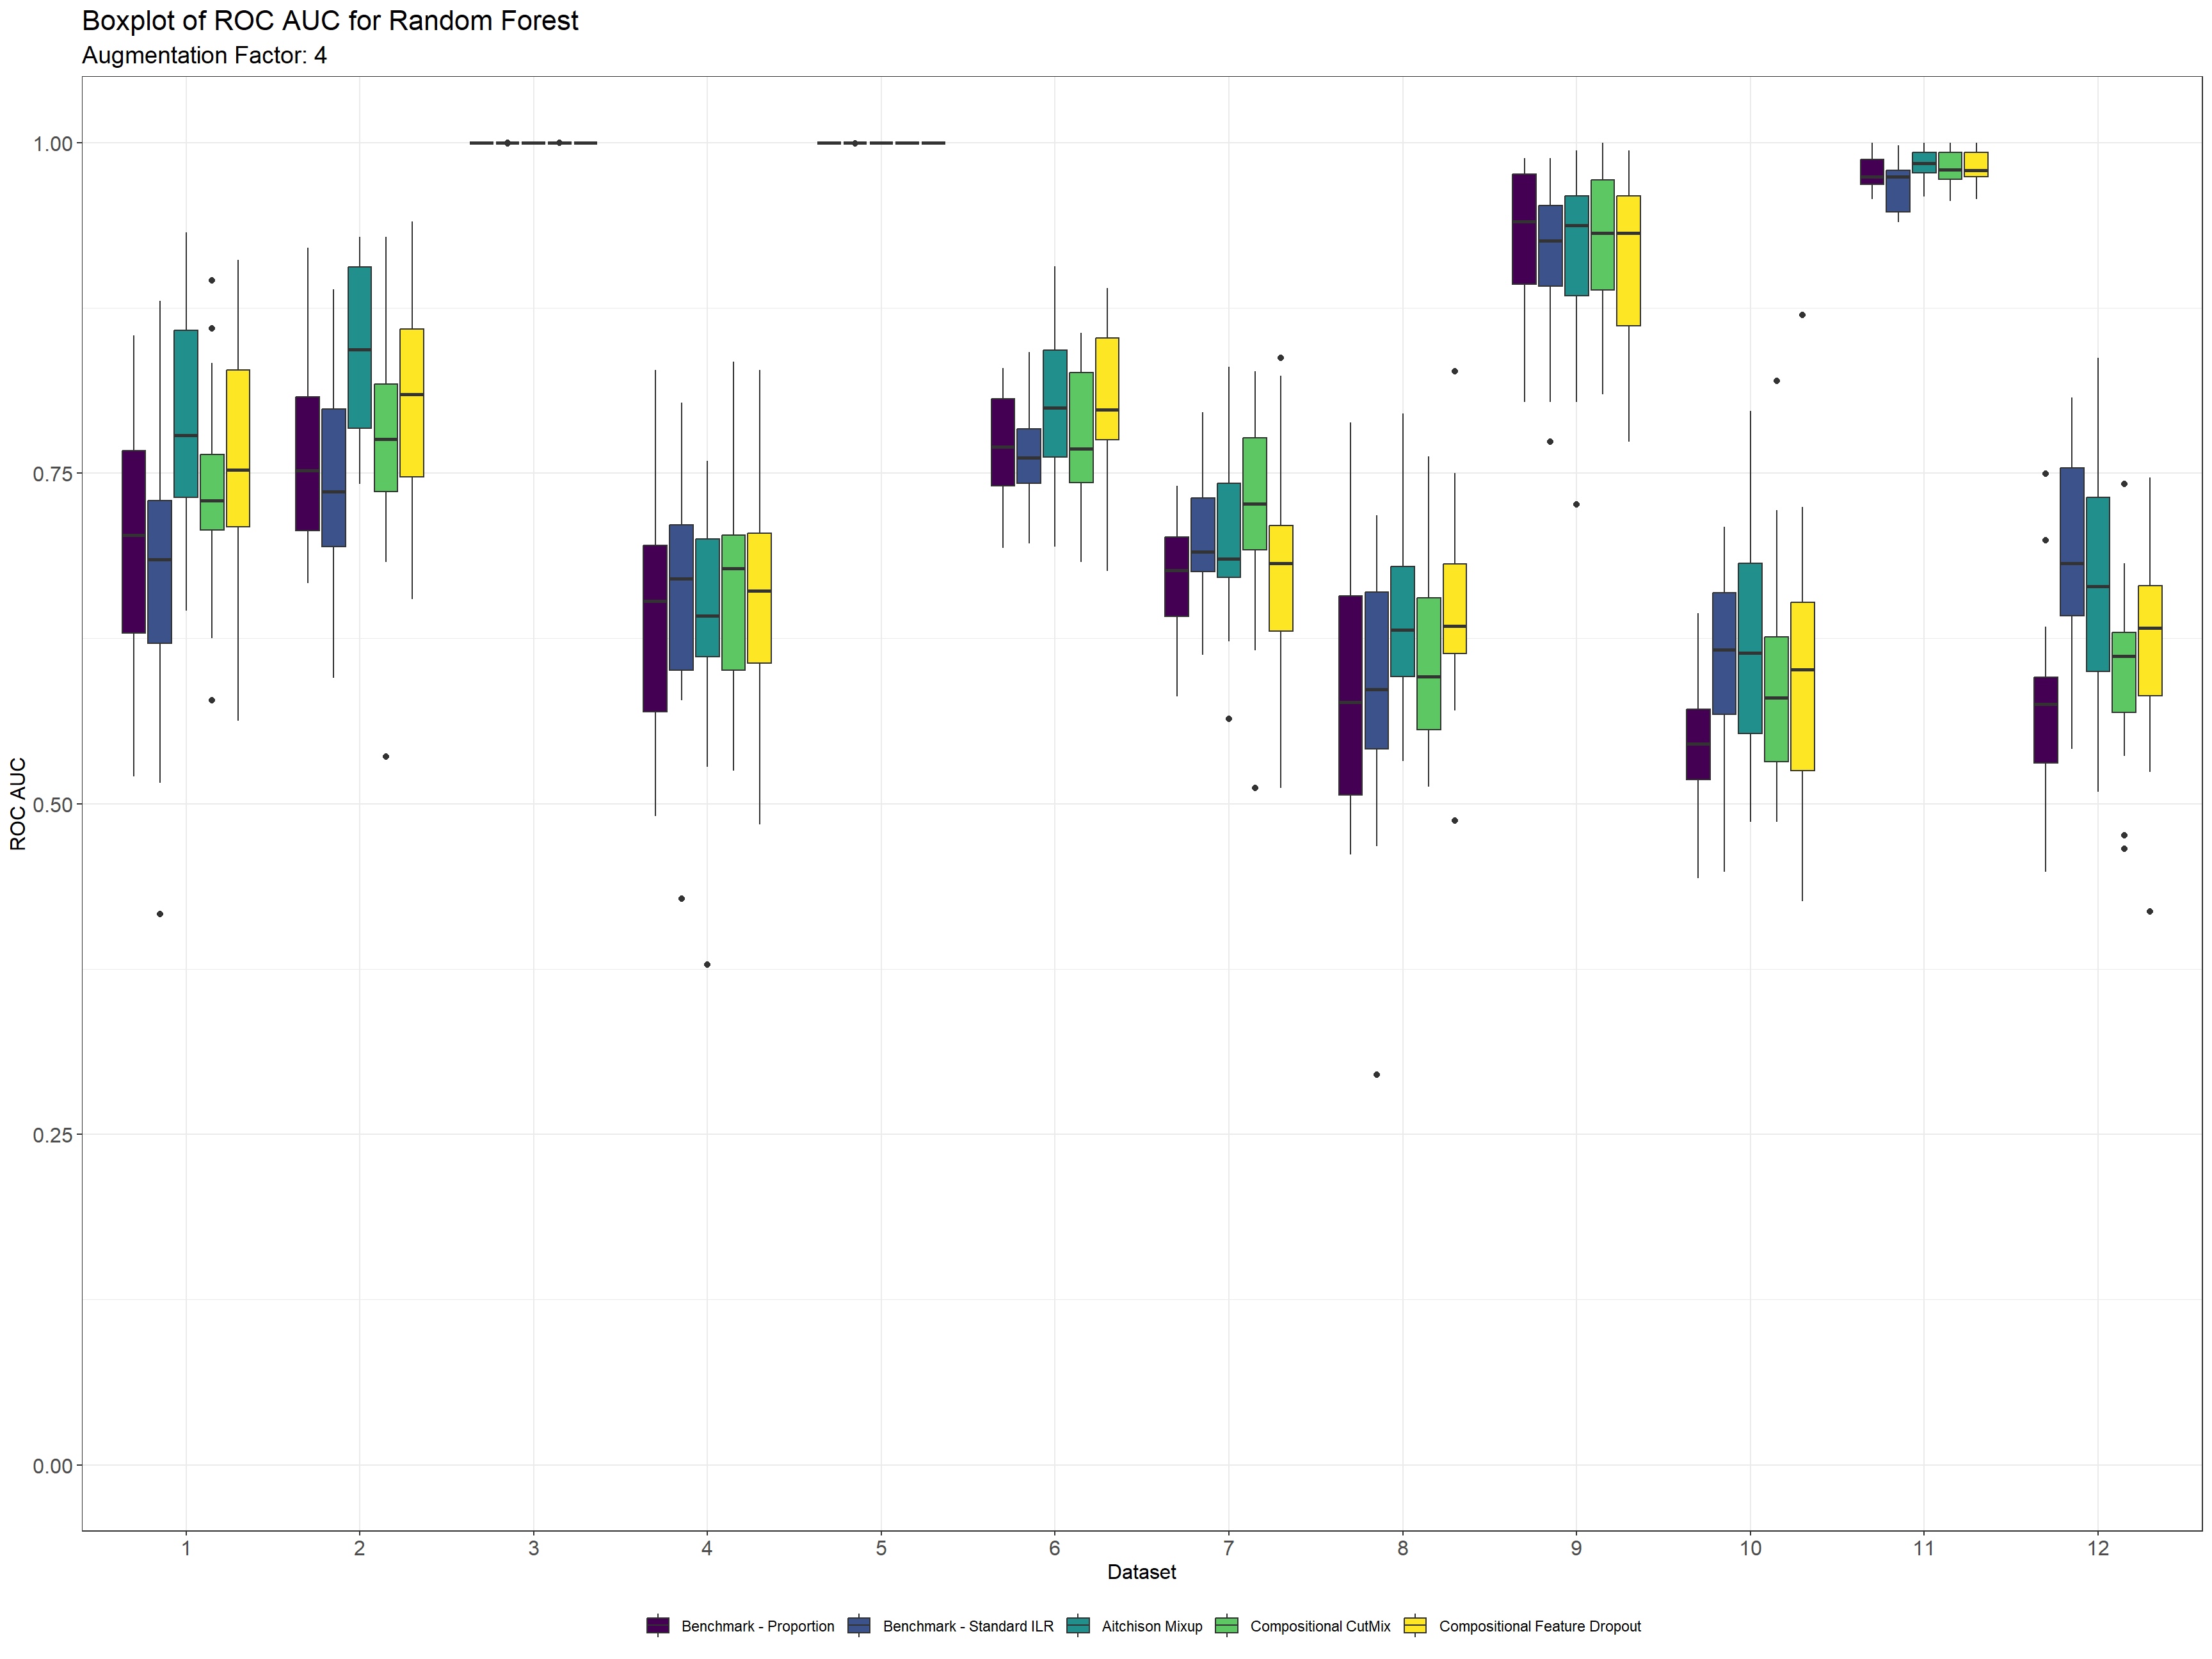 Boxplot of ROC AUC for Random Forest
Augmentation Factor: 4
ROC AUC
1.00
0.75
0.50
0.25
0.00
1 2 3 4 5 6 7 8 9 10 11 12
Dataset
Benchmark - Proportion Benchmark - Standard ILR Aitchison Mixup Compositional CutMix Compositional Feature Dropout